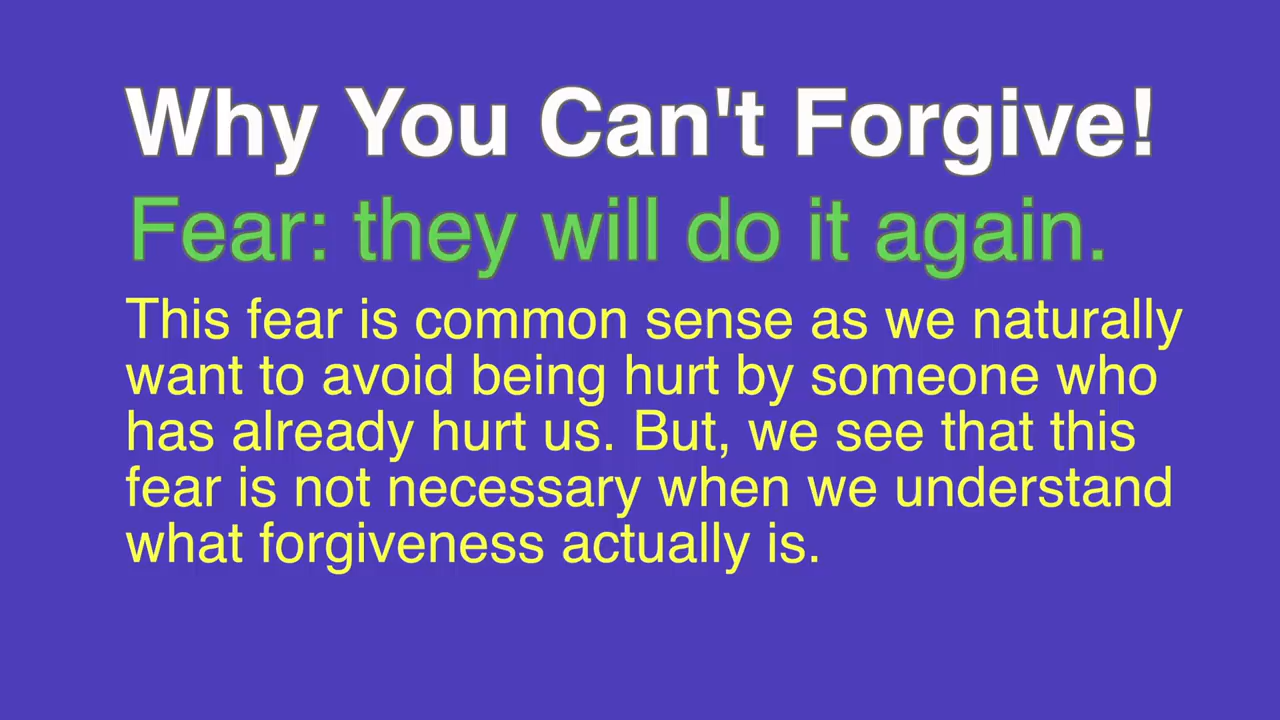 Why You Can't Forgive!
Fear: they will do it again.
This fear is common sense as we naturally
want to avoid being hurt by someone who
has already hurt us. But, we see that this
fear is not necessary when we understand
what forgiveness actually is.